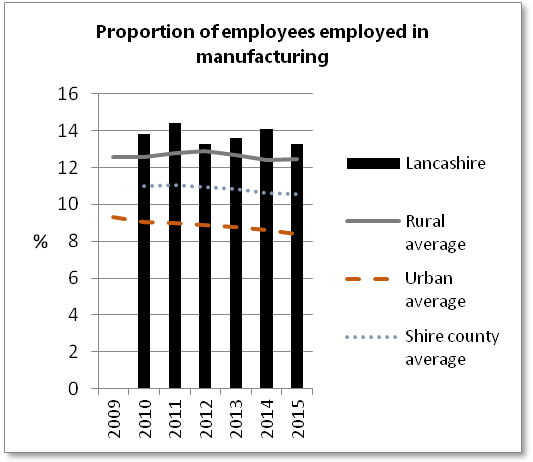 Proportion of employees employed in
manufacturing
16
14
12
10
8
6
4
2
0
%
2009
2010
2011
2012
2013
2014
2015
Lancashire
Rural
average
Urban
average
Shire county
average